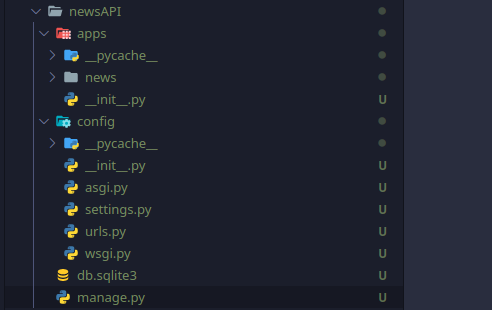 newsAPI
apps
__pycache__
news
__init__.py U
config
__pycache__
__init__.py U
asgi.py U
settings.py U
urls.py U
wsgi.py U
db.sqlite3 U
manage.py U